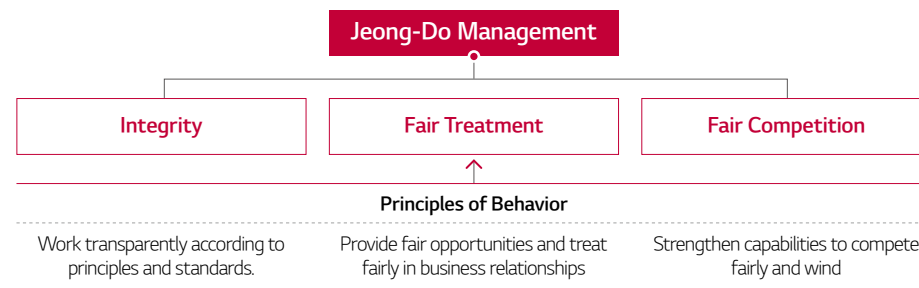 Jeong-Do Management
Integrity
Fair Treatment
Fair Competition
Principles of Behavior
Work transparently according to
principles and standards.
Provide fair opportunities and treat
fairly in business relationships
Strengthen capabilities to compete
fairly and wind